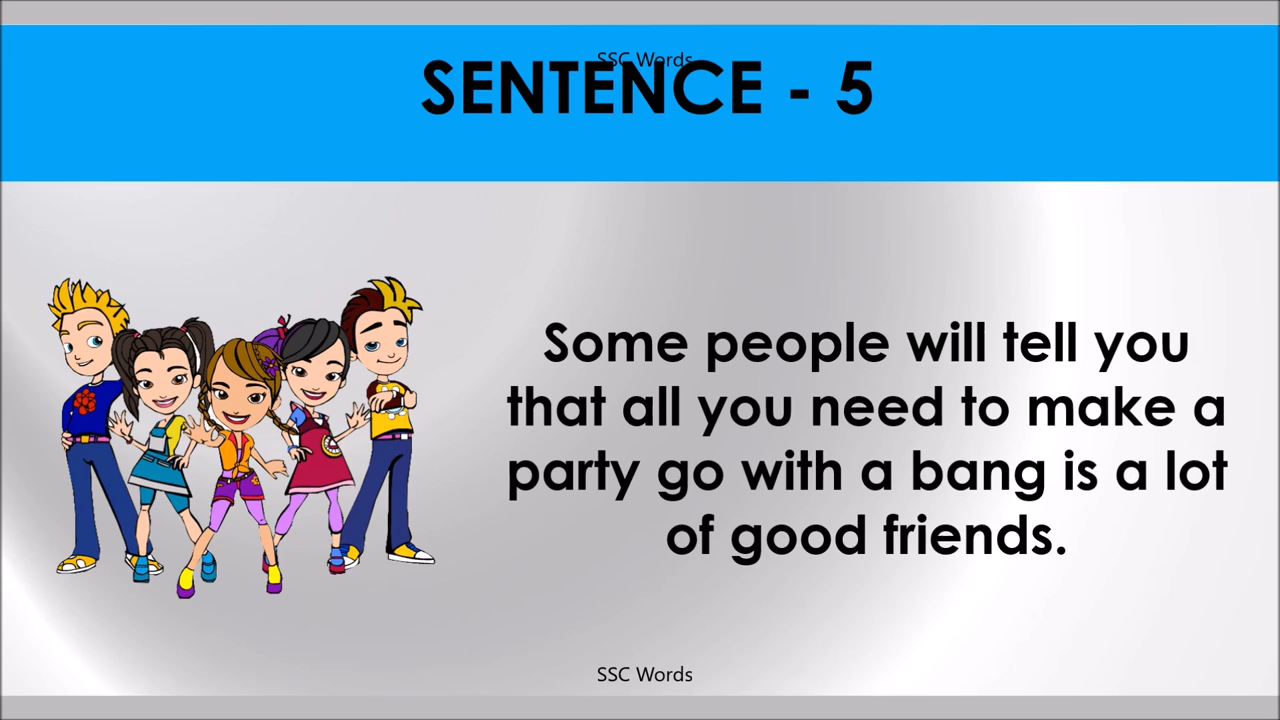 SSC Words
SENTENCE - 5
Some people will tell you
that all you need to make a
party go with a bang is a lot
of good friends.
SSC Words